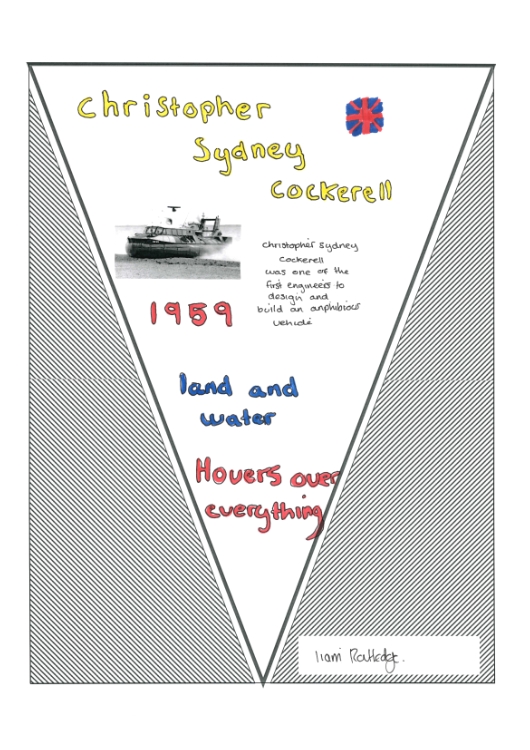 Christopher
Sydney
Cockerell
Christopher Sydney
Cockerell
was one of the
first engineers to
design and
build an amphibious
vehicle
1959
land and
water
Hovers over
everything